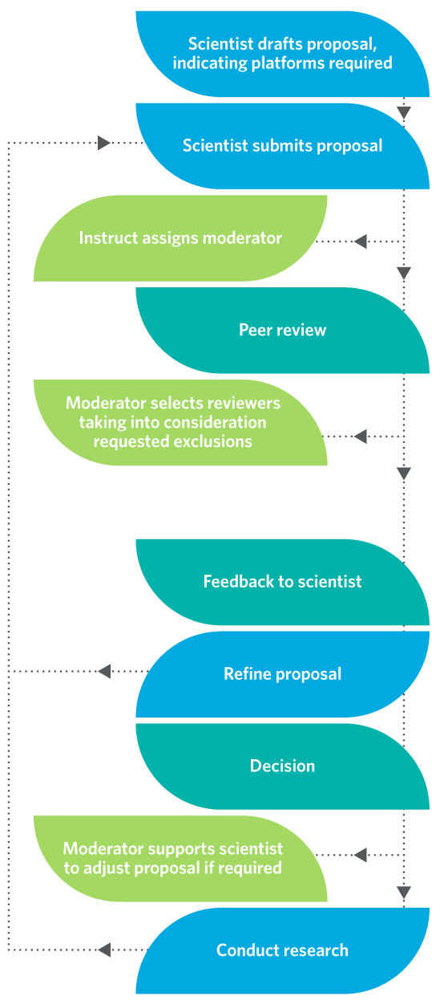 Scientist drafts proposal,
indicating platforms required
Scientist submits proposal
Instruct assigns moderator
Peer review
Moderator selects reviewers
taking into consideration
requested exclusions
Feedback to scientist
Refine proposal
Decision
Moderator supports scientist
to adjust proposal if required
Conduct research